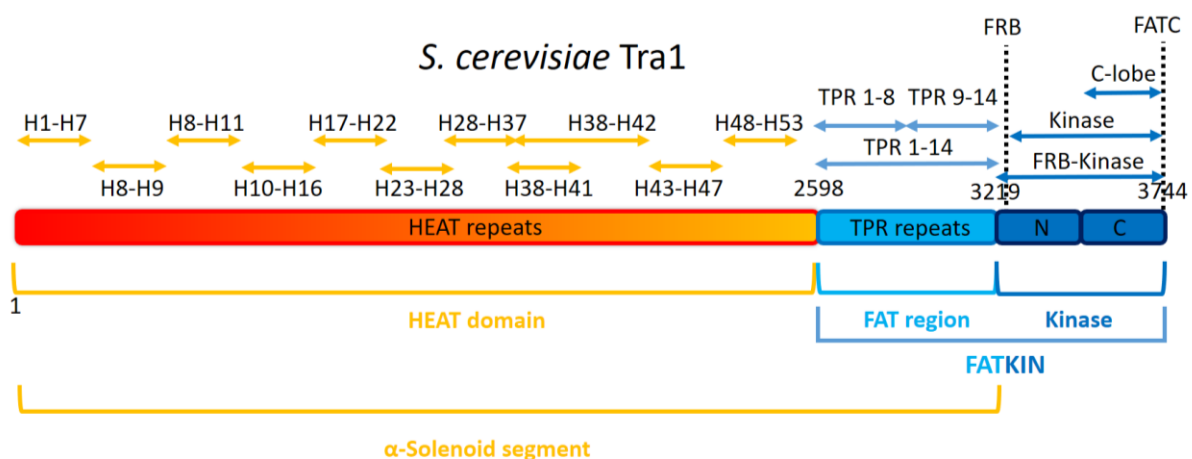 FRB FATC
S. cerevisiae Tra1
C-lobe
TPR 1-8 TPR 9-14
H1-H7 H8-H11 H17-H22 H28-H37 H38-H42 H48-H53
Kinase
TPR 1-14
FRB-Kinase
H8-H9 H10-H16 H23-H28 H38-H41 H43-H47
2598 3219 3744
HEAT repeats TPR repeats N C
1
HEAT domain FAT region Kinase
FATKIN
α-Solenoid segment